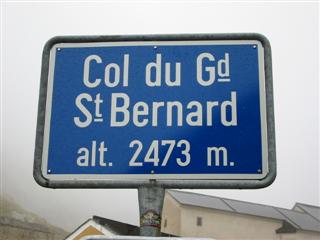 Col du Gd
St Bernard
alt. 2473 m.